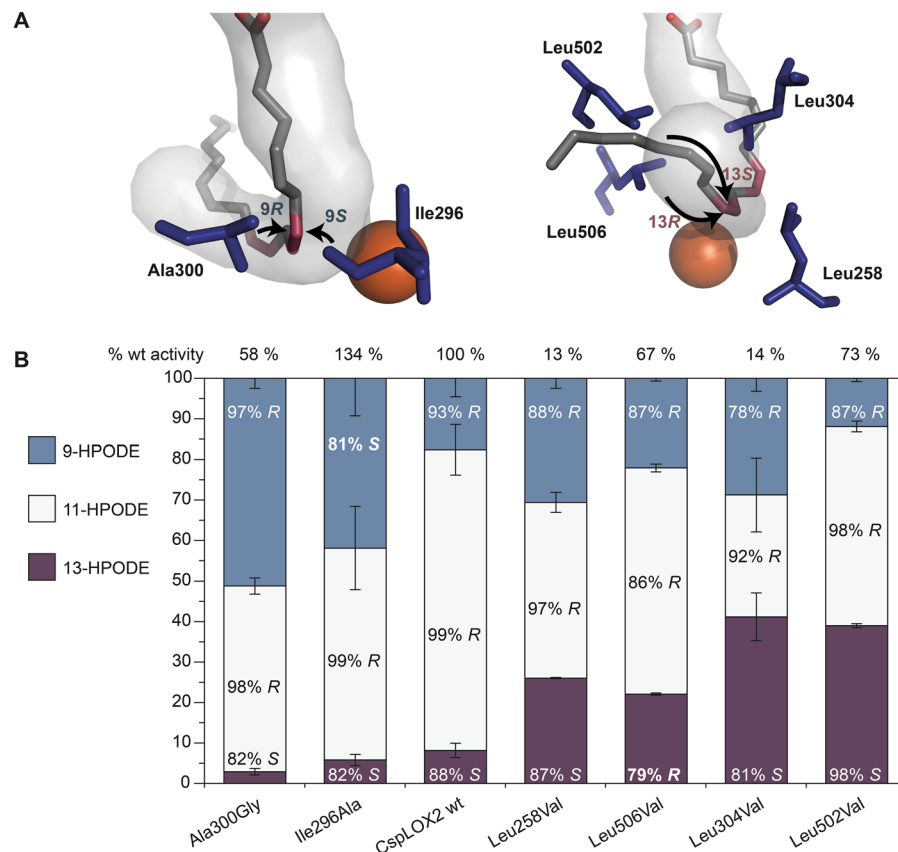 A
Leu502
Leu304
9R
9S
Ile296
13S
Ala300
Leu506
13R
Leu258
B
% wt activity
58 %
134 %
100 %
13 %
67 %
14 %
73 %
100
90
80
70
60
50
40
30
20
10
0
9-HPODE
11-HPODE
13-HPODE
97% R
98% R
82% S
81% S
99% R
82% S
93% R
99% R
88% S
88% R
97% R
87% S
87% R
86% R
79% R
78% R
92% R
81% S
87% R
98% R
98% S
Ala300Gly
Ile296Ala
CspLOX2 wt
Leu258Val
Leu506Val
Leu304Val
Leu502Val